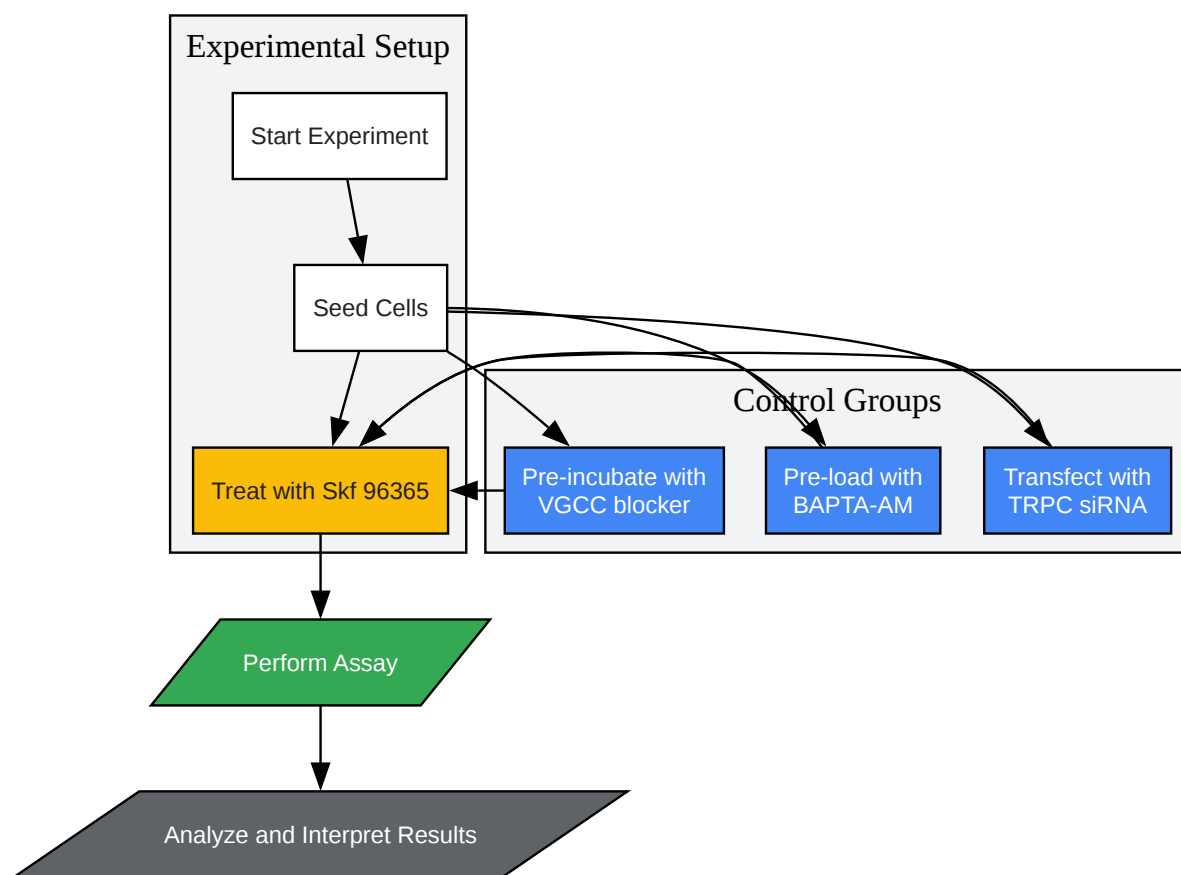 Experimental Setup
Start Experiment
Seed Cells
Control Groups
Treat with Skf 96365
Pre-incubate with
VGCC blocker
Pre-load with
BAPTA-AM
Transfect with
TRPC siRNA
Perform Assay
Analyze and Interpret Results